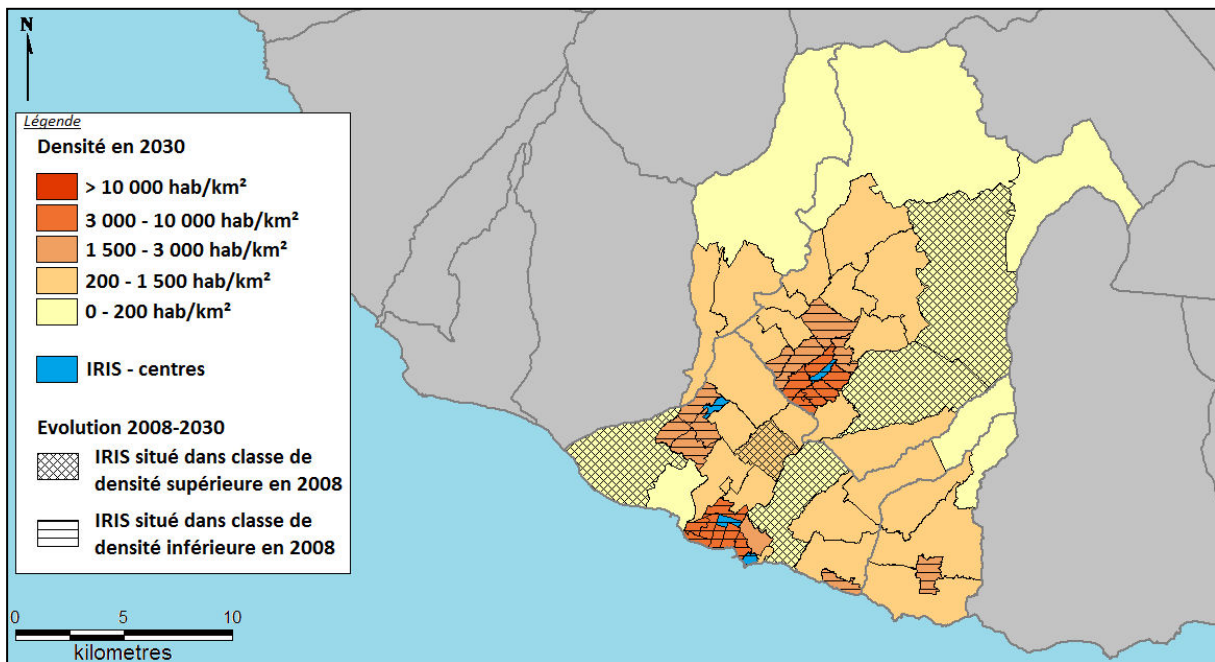 N
Légende
Densité en 2030
> 10 000 hab/km²
3 000 - 10 000 hab/km²
1 500 - 3 000 hab/km²
200 - 1 500 hab/km²
0 - 200 hab/km²
IRIS - centres
Evolution 2008-2030
IRIS situé dans classe de
densité supérieure en 2008
IRIS situé dans classe de
densité inférieure en 2008
0 5 10
kilometres